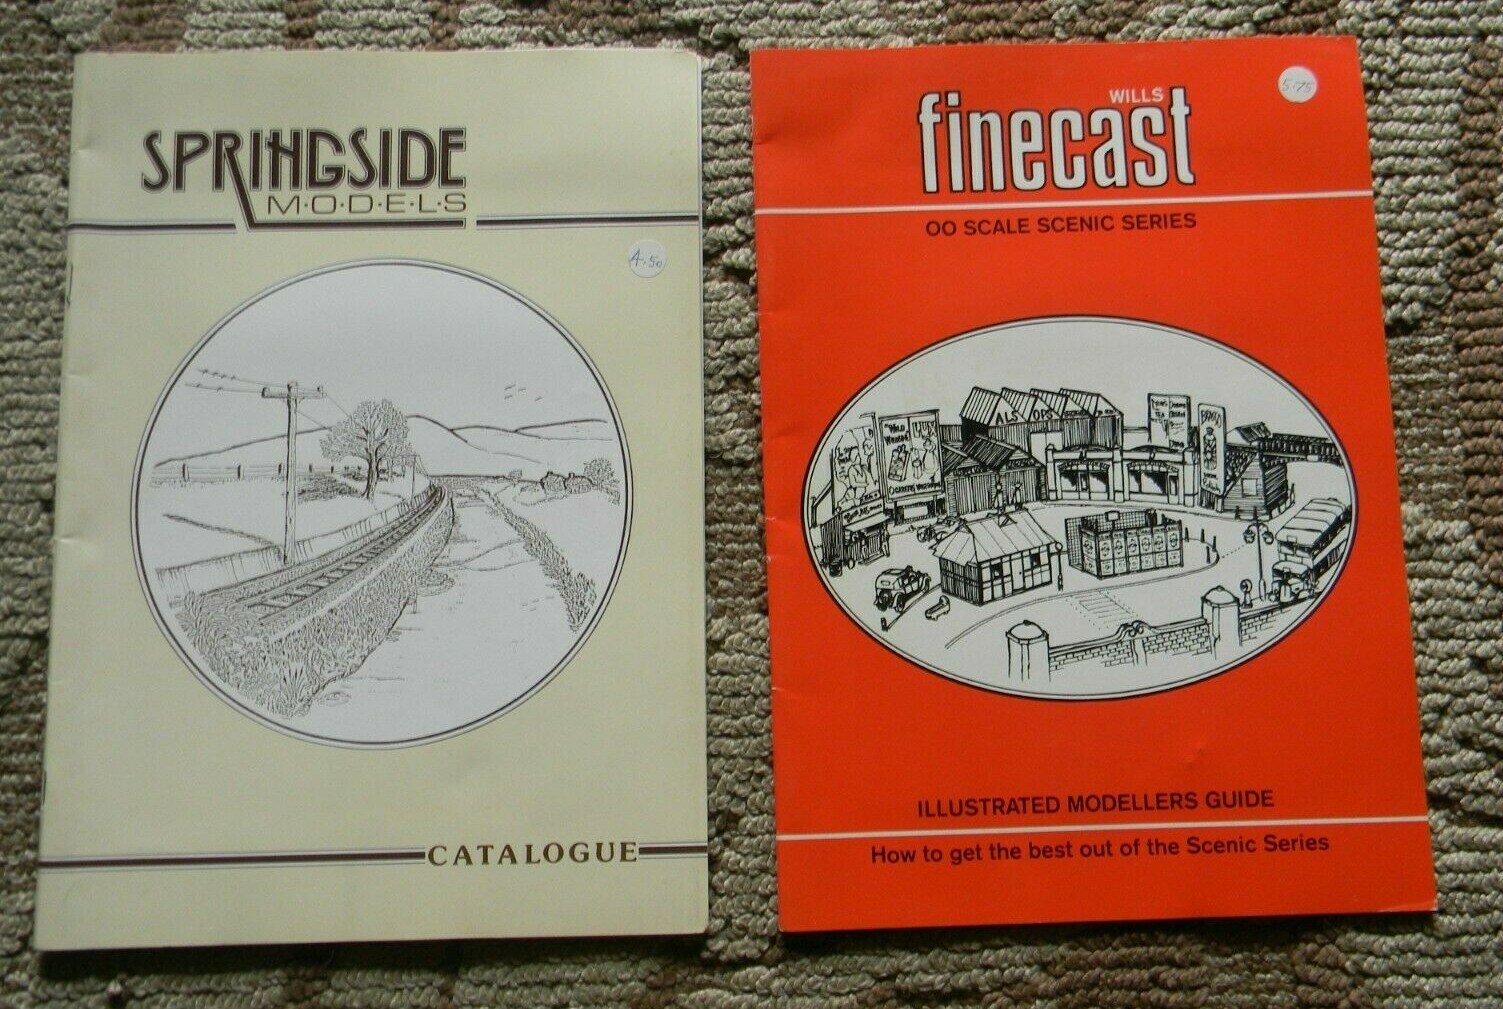 SPRINGSIDE
M·O·D·E·L·S
4.50
CATALOGUE
WILLS
finecast
5.75
OO SCALE SCENIC SERIES
ALSOPS
ILLUSTRATED MODELLERS GUIDE
How to get the best out of the Scenic Series